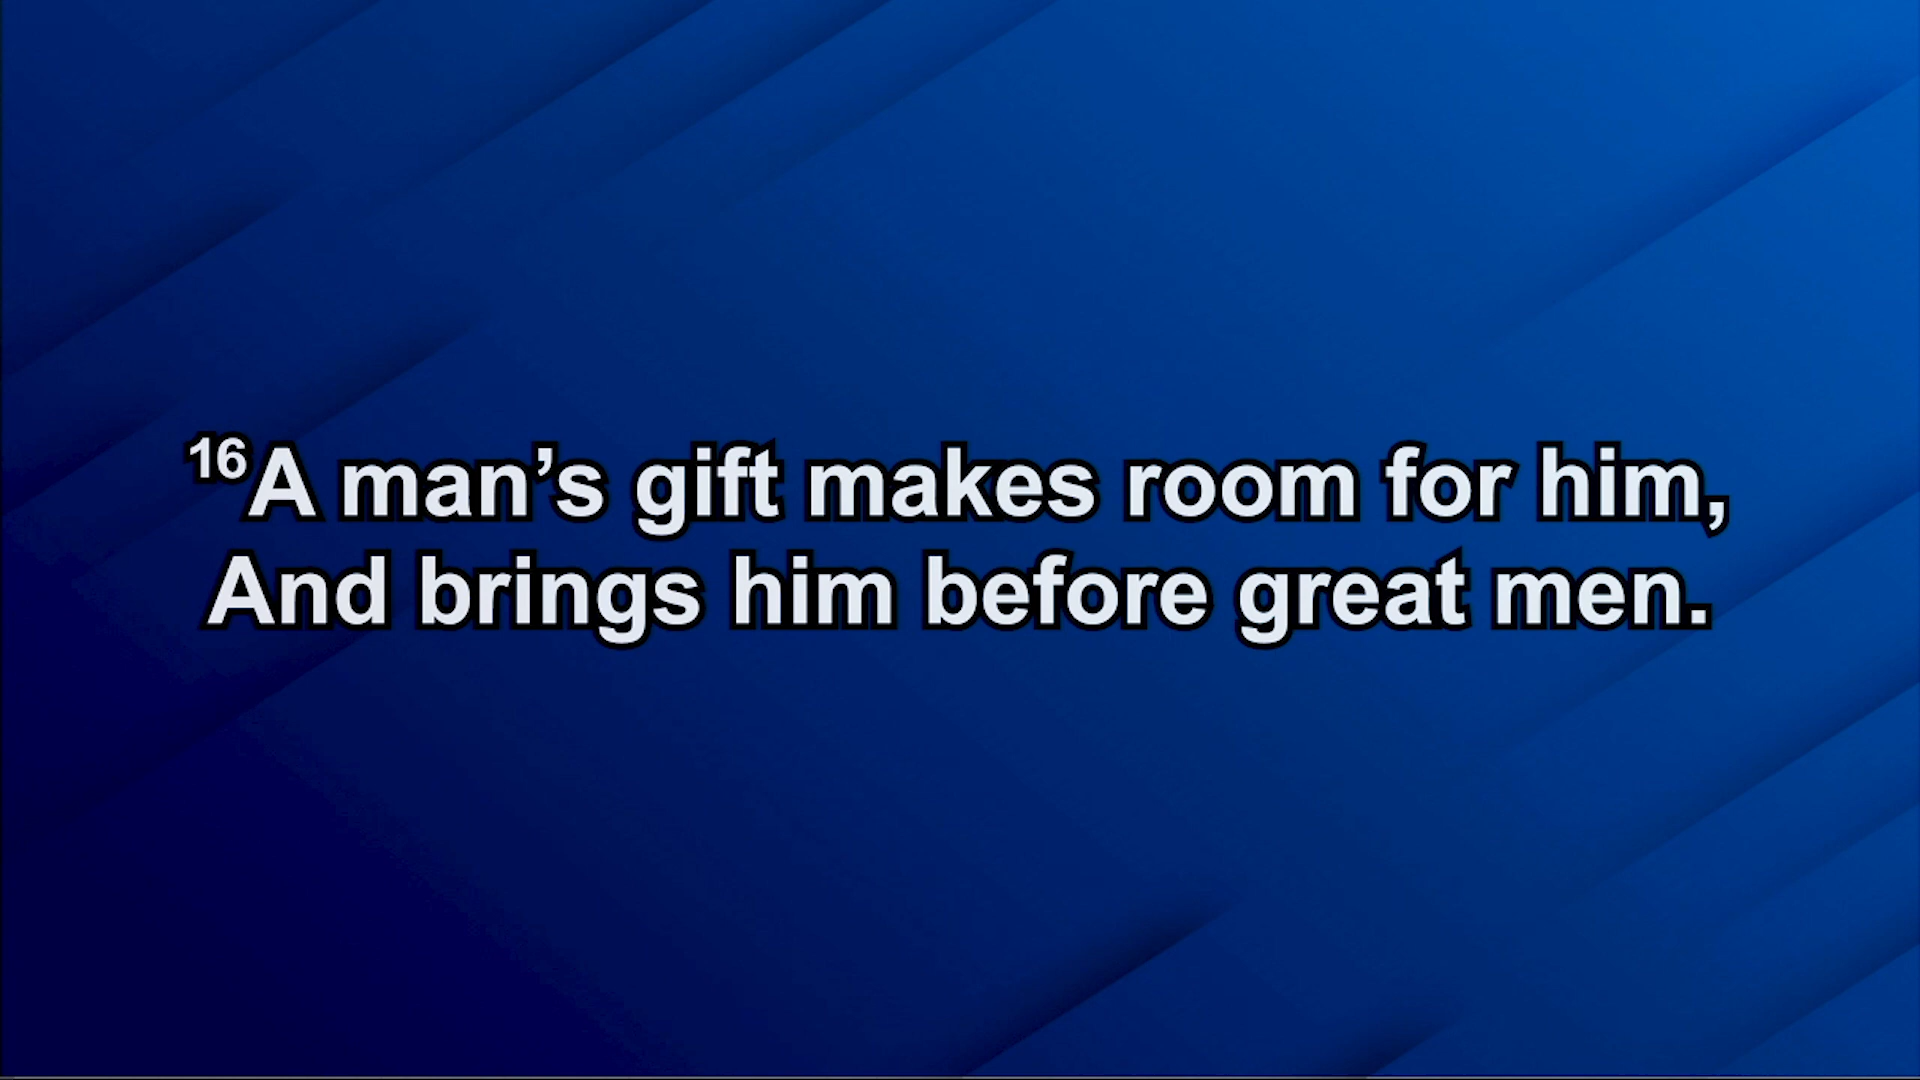 16A man’s gift makes room for him,
And brings him before great men.